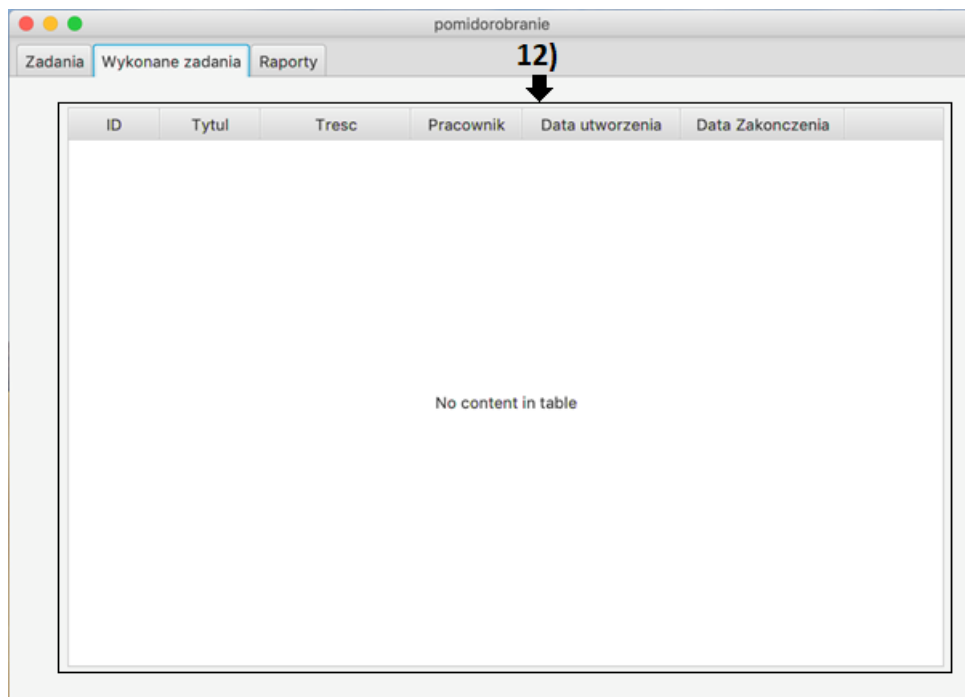 pomidorobranie
Zadania Wykonane zadania Raporty
12)
ID Tytul Tresc Pracownik Data utworzenia Data Zakonczenia
No content in table